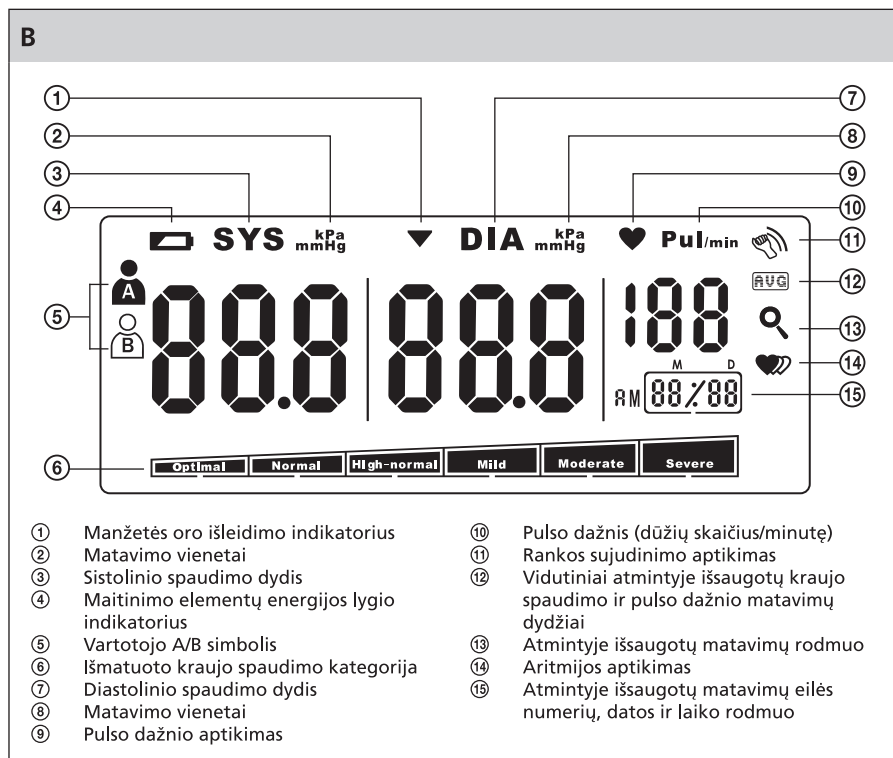 B
① ⑦
② ⑧
③ ⑨
④ ⑩
SYS kPa mmHg DIA kPa mmHg Pul/min ⑪
A
⑤ 88.8 88.8 188 AVG ⑫
B
⑬
M D ⑭
AM 88⁒88 ⑮
⑥ Optimal Normal HIgh-normal Mild Moderate Severe
① Manžetės oro išleidimo indikatorius
② Matavimo vienetai
③ Sistolinio spaudimo dydis
④ Maitinimo elementų energijos lygio
indikatorius
⑤ Vartotojo A/B simbolis
⑥ Išmatuoto kraujo spaudimo kategorija
⑦ Diastolinio spaudimo dydis
⑧ Matavimo vienetai
⑨ Pulso dažnio aptikimas
⑩ Pulso dažnis (dūžių skaičius/minutę)
⑪ Rankos sujudinimo aptikimas
⑫ Vidutiniai atmintyje išsaugotų kraujo
spaudimo ir pulso dažnio matavimų
dydžiai
⑬ Atmintyje išsaugotų matavimų rodmuo
⑭ Aritmijos aptikimas
⑮ Atmintyje išsaugotų matavimų eilės
numerių, datos ir laiko rodmuo